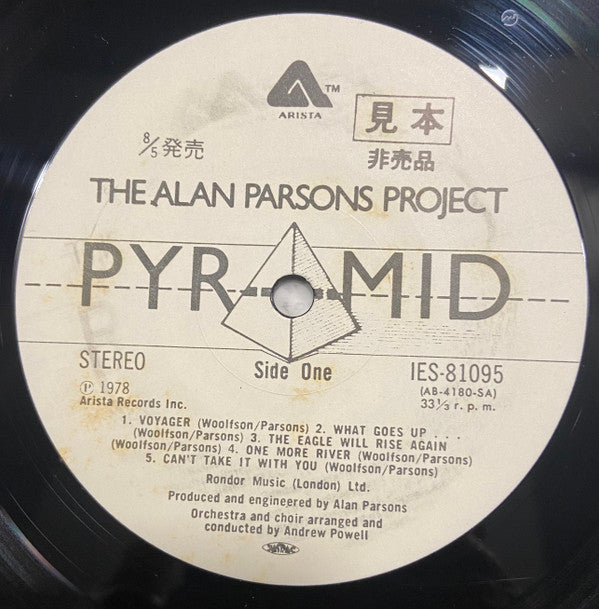 ARISTA
TM
見本
8/5発売
非売品
THE ALAN PARSONS PROJECT
PYRAMID
STEREO
Side One
IES-81095
(AB-4180-SA)
33 1/3 r. p. m.
Ⓟ 1978
Arista Records Inc.
1. VOYAGER (Woolfson/Parsons) 2. WHAT GOES UP . . .
(Woolfson/Parsons) 3. THE EAGLE WILL RISE AGAIN
(Woolfson/Parsons) 4. ONE MORE RIVER (Woolfson/Parsons)
5. CAN'T TAKE IT WITH YOU (Woolfson/Parsons)
Rondor Music (London) Ltd.
Produced and engineered by Alan Parsons
Orchestra and choir arranged and
conducted by Andrew Powell